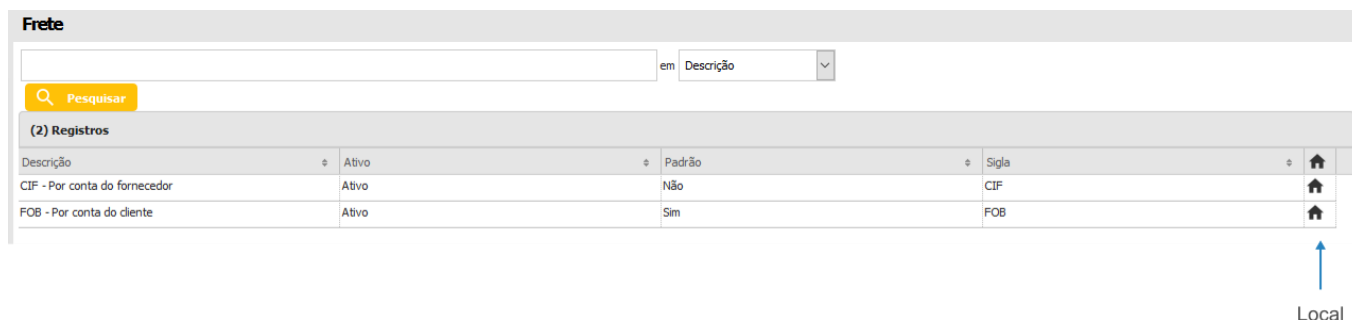 Frete
em Descrição
Pesquisar
(2) Registros
Descrição Ativo Padrão Sigla
CIF - Por conta do fornecedor Ativo Não CIF
FOB - Por conta do cliente Ativo Sim FOB
Local